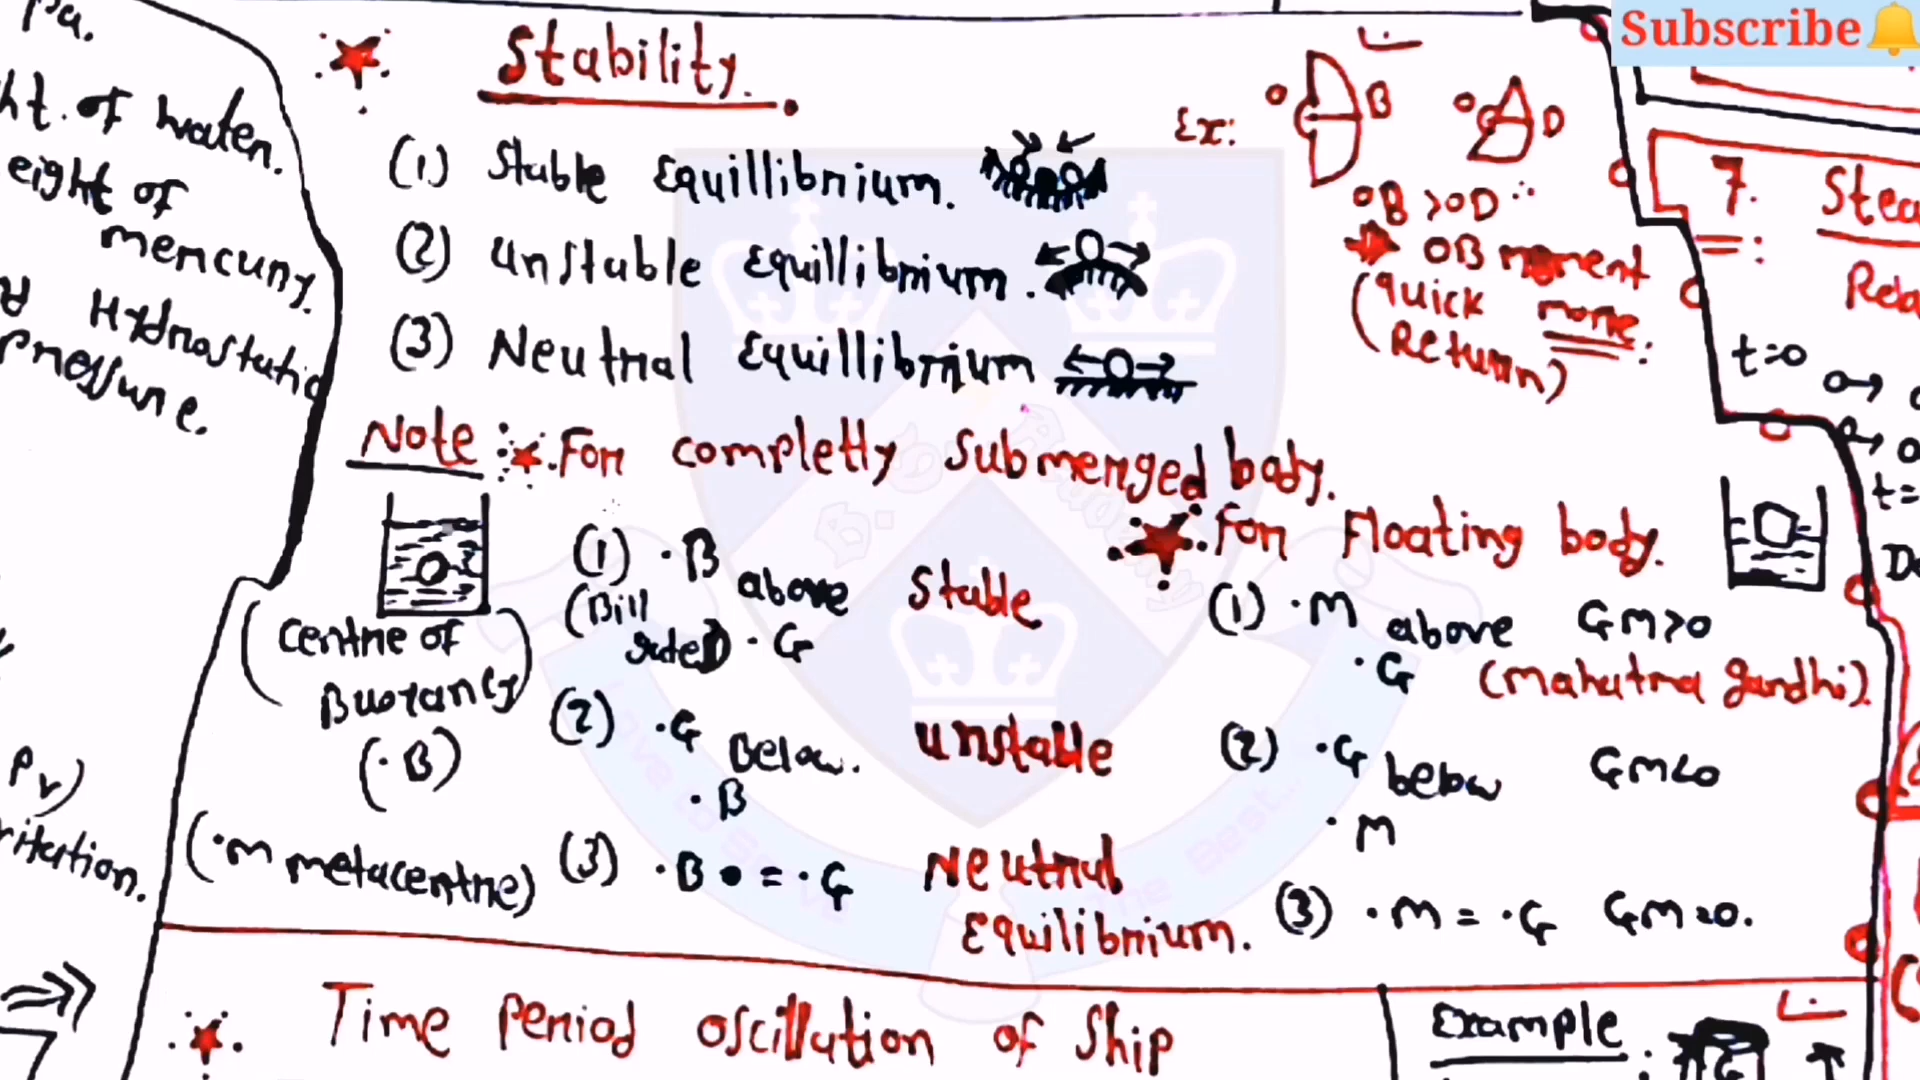 Subscribe
pa.
ht. of water.
eight of
mercury.
Hydrostatic
Pressure.
Pv)
Stability.
(1) Stable Equillibrium.
(2) Unstable Equillibrium.
(3) Neutrial Equillibrium
Ex:
O B
O D
OB > OD ∴
OB moment
(quick more
Return)
Note : For completly submerged body.
(1) . B above . G Stable
(Bill gates)
(Centre of
Buoyancy)
(. B)
(2) . G Below. . B unstable
(. M metacentre)
(3) . B = . G Neutral
Equilibrium.
For Floating body.
(1) . M above . G GM>0
(Mahatma gandhi).
(2) . G below . M GM<0
(3) . M = . G GM=0.
Time Period oscillation of Ship
Example :
G
7.
t=0
t=